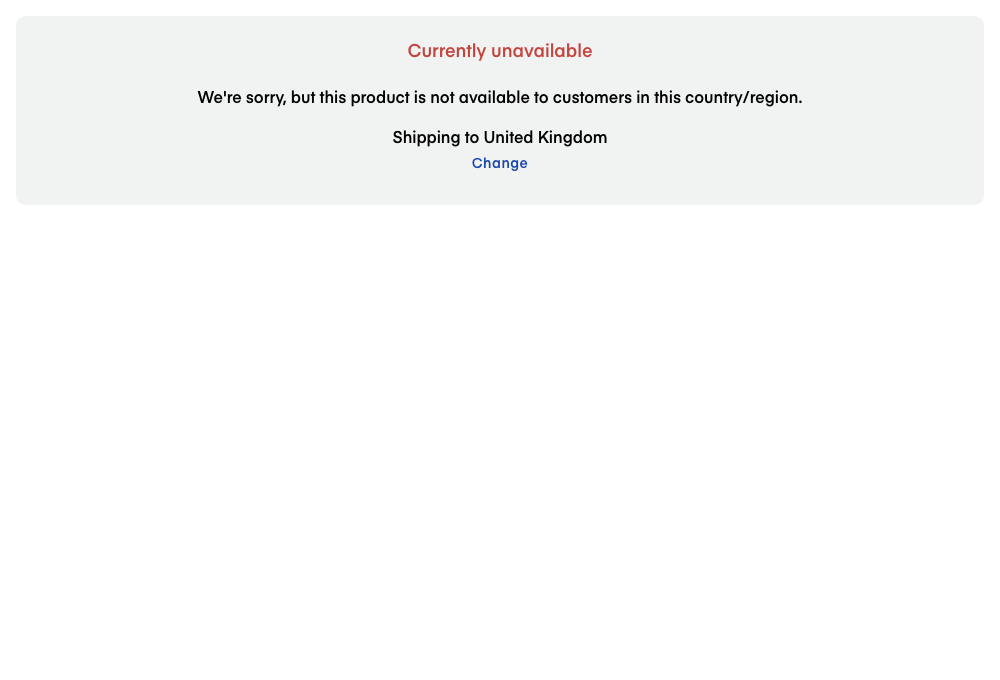 Currently unavailable
We're sorry, but this product is not available to customers in this country/region.
Shipping to United Kingdom
Change